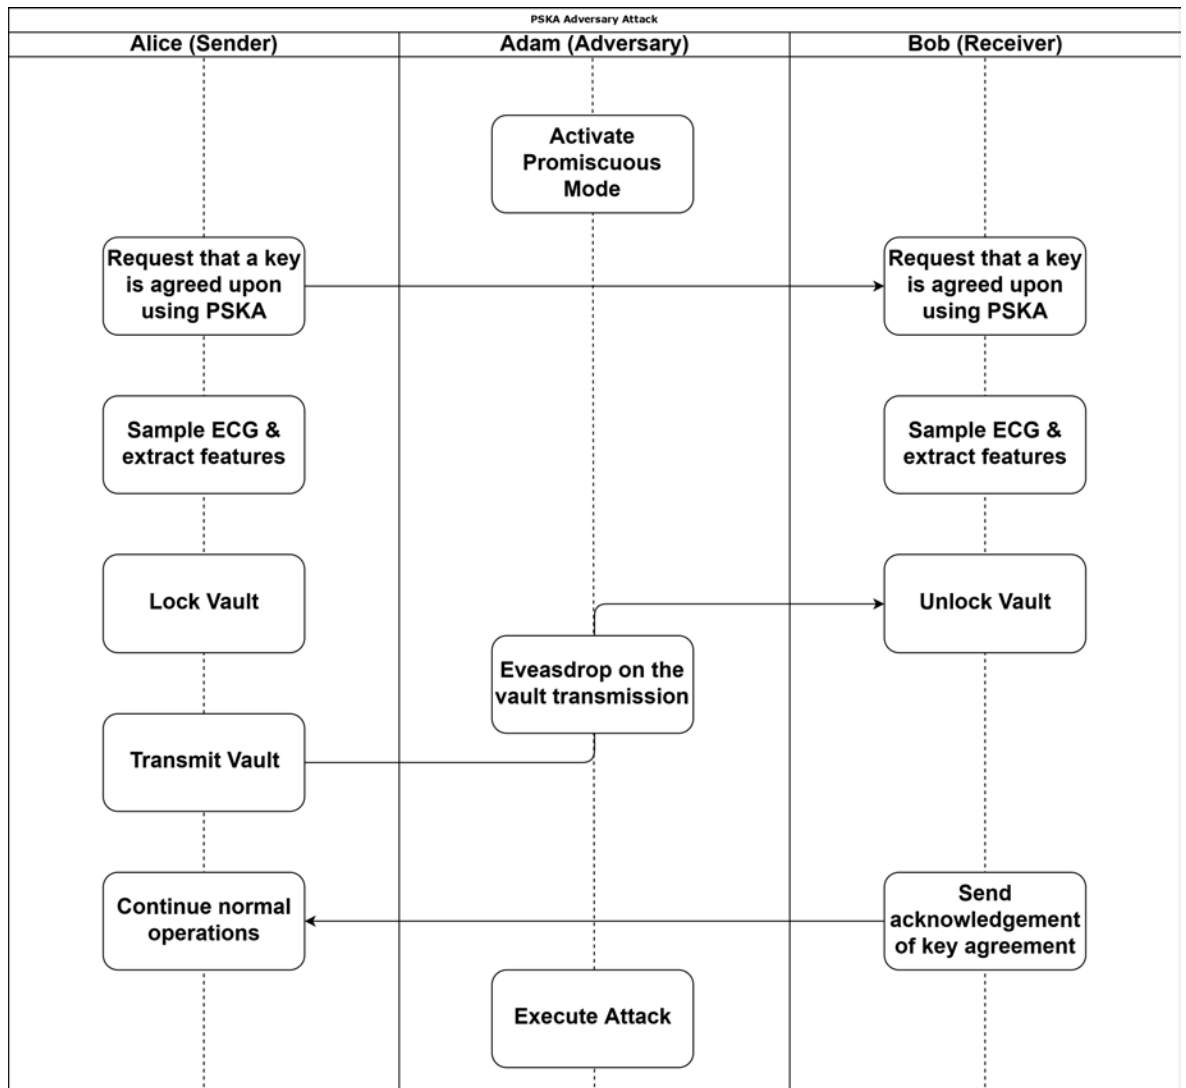 PSKA Adversary Attack
Alice (Sender)
Adam (Adversary)
Bob (Receiver)
Activate
Promiscuous
Mode
Request that a key
is agreed upon
using PSKA
Request that a key
is agreed upon
using PSKA
Sample ECG &
extract features
Sample ECG &
extract features
Lock Vault
Unlock Vault
Eveasdrop on the
vault transmission
Transmit Vault
Continue normal
operations
Send
acknowledgement
of key agreement
Execute Attack